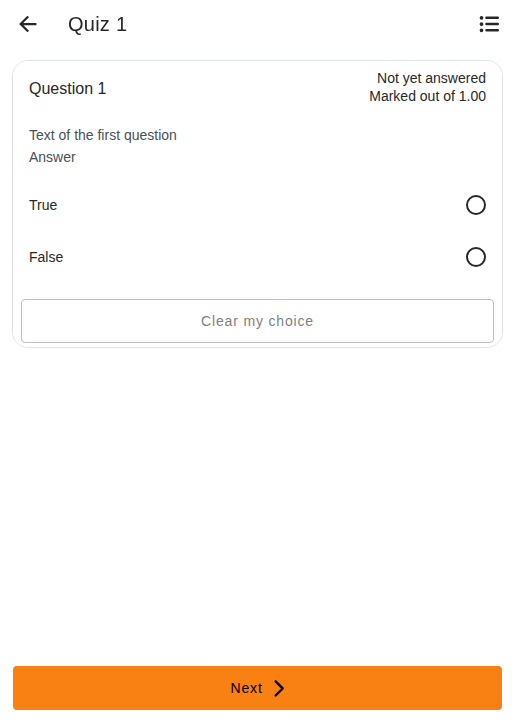 Quiz 1
Question 1
Not yet answered
Marked out of 1.00
Text of the first question
Answer
True
False
Clear my choice
Next